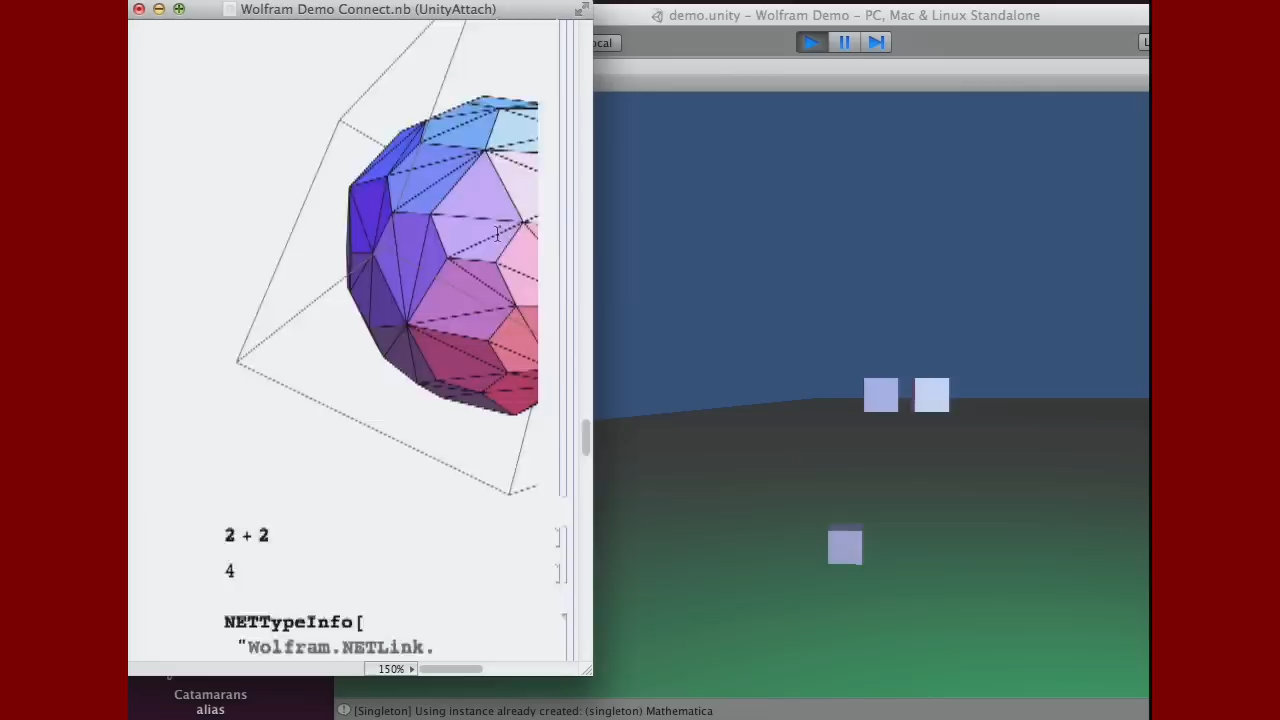 Wolfram Demo Connect.nb (UnityAttach)
demo.unity - Wolfram Demo - PC, Mac & Linux Standalone
2 + 2
4
NETTypeInfo[
"Wolfram.NETLink.
150%
Catamarans
alias
[Singleton] Using instance already created: (singleton) Mathematica